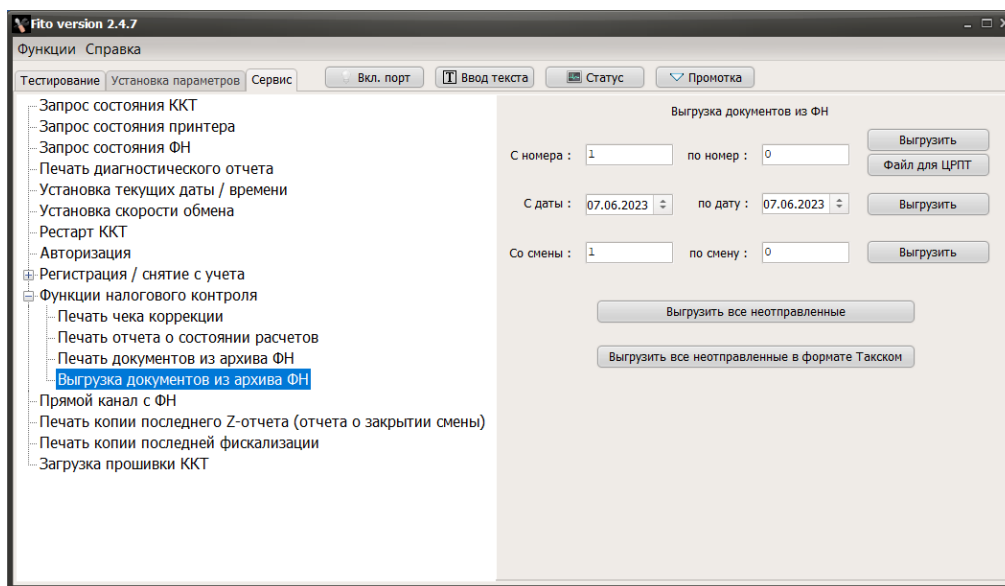 Fito version 2.4.7
Функции Справка
Тестирование Установка параметров Сервис Вкл. порт Ввод текста Статус Промотка
Запрос состояния ККТ
Запрос состояния принтера
Запрос состояния ФН
Печать диагностического отчета
Установка текущих даты / времени
Установка скорости обмена
Рестарт ККТ
Авторизация
Регистрация / снятие с учета
Функции налогового контроля
Печать чека коррекции
Печать отчета о состоянии расчетов
Печать документов из архива ФН
Выгрузка документов из архива ФН
Прямой канал с ФН
Печать копии последнего Z-отчета (отчета о закрытии смены)
Печать копии последней фискализации
Загрузка прошивки ККТ
Выгрузка документов из ФН
С номера : 1 по номер : 0 Выгрузить
Файл для ЦРПТ
С даты : 07.06.2023 по дату : 07.06.2023 Выгрузить
Со смены : 1 по смену : 0 Выгрузить
Выгрузить все неотправленные
Выгрузить все неотправленные в формате Такском